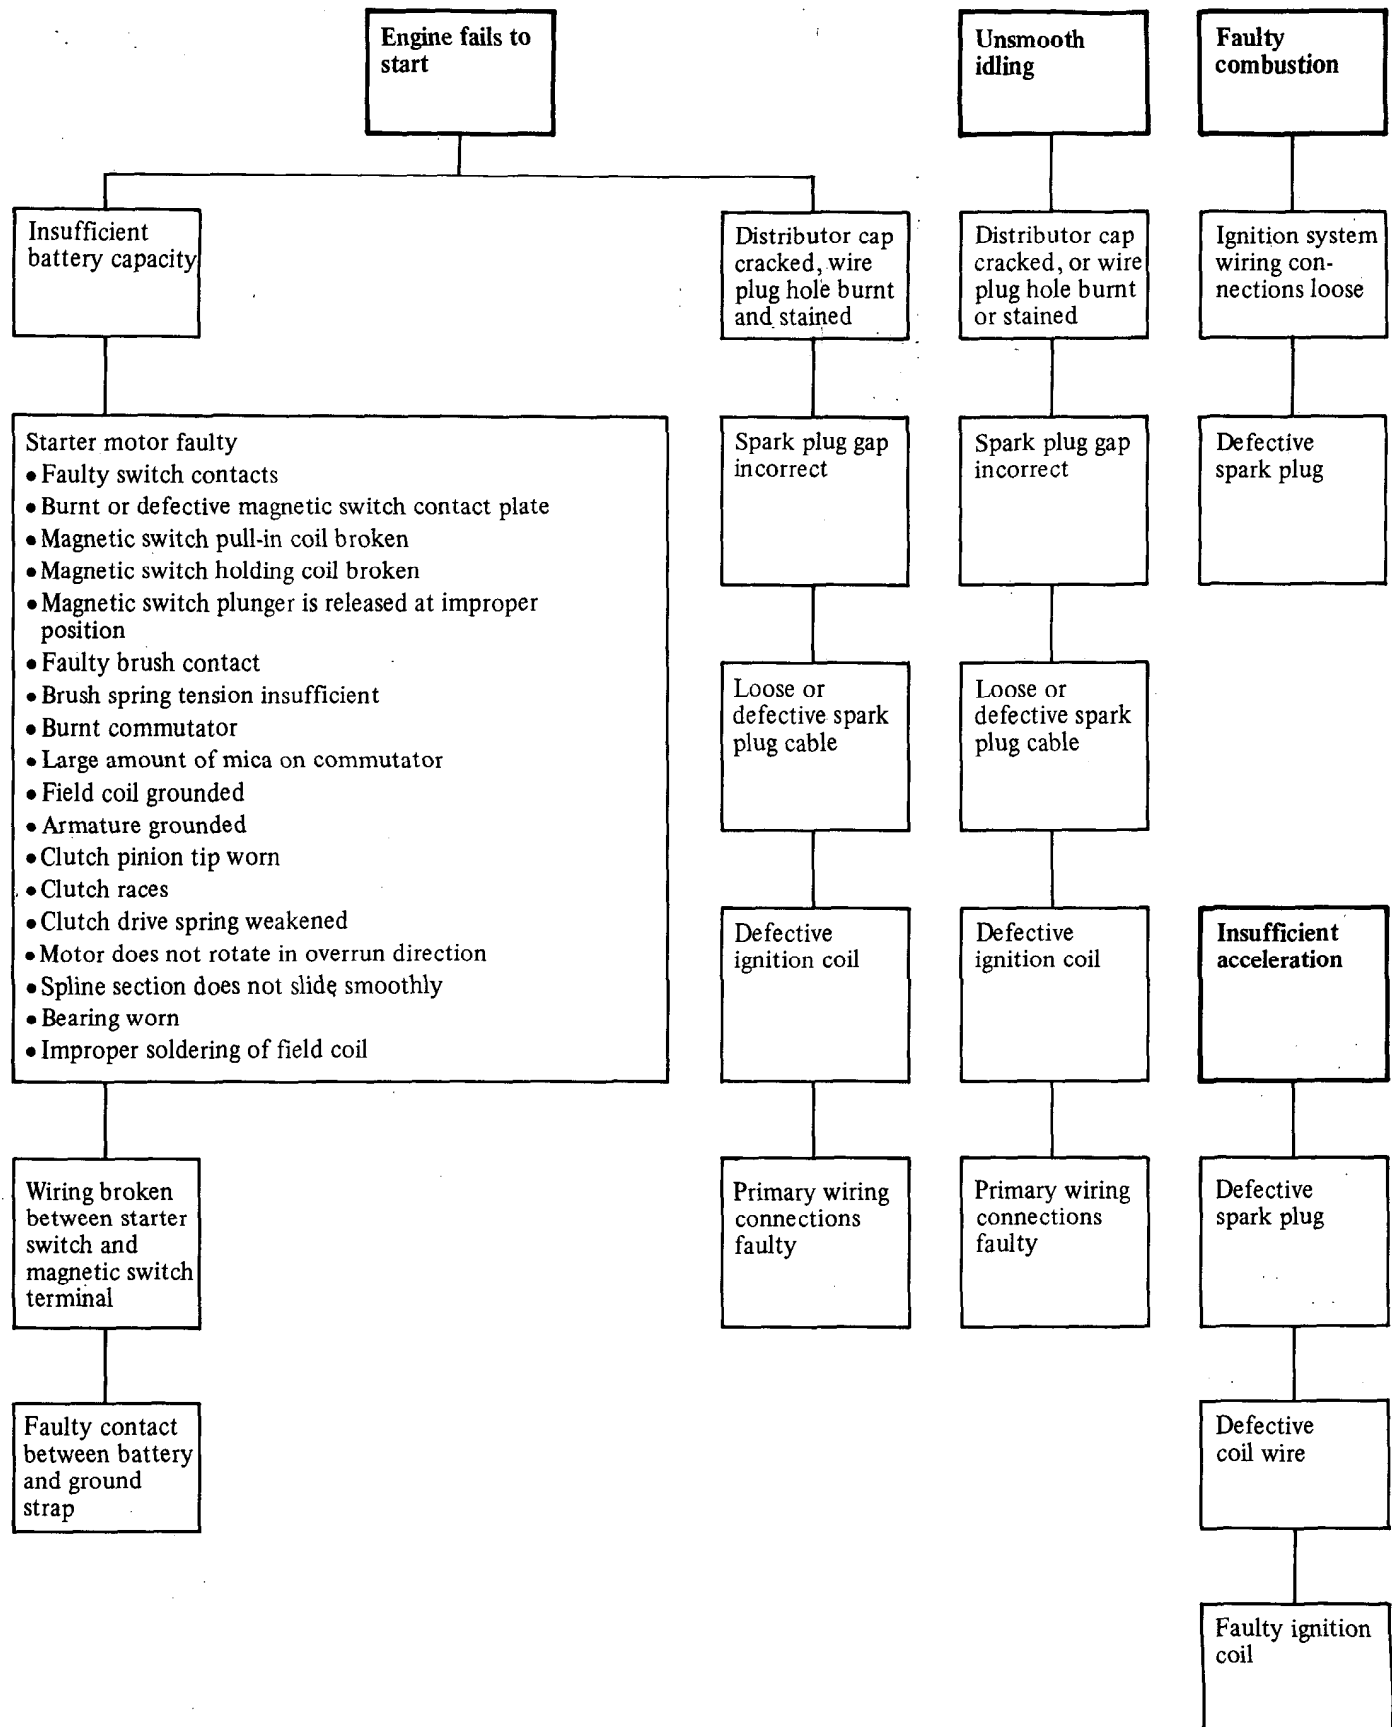 Engine fails to
start
Insufficient
battery capacity
Starter motor faulty
• Faulty switch contacts
• Burnt or defective magnetic switch contact plate
• Magnetic switch pull-in coil broken
• Magnetic switch holding coil broken
• Magnetic switch plunger is released at improper
position
• Faulty brush contact
• Brush spring tension insufficient
• Burnt commutator
• Large amount of mica on commutator
• Field coil grounded
• Armature grounded
• Clutch pinion tip worn
• Clutch races
• Clutch drive spring weakened
• Motor does not rotate in overrun direction
• Spline section does not slide smoothly
• Bearing worn
• Improper soldering of field coil
Wiring broken
between starter
switch and
magnetic switch
terminal
Faulty contact
between battery
and ground
strap
Distributor cap
cracked, wire
plug hole burnt
and stained
Spark plug gap
incorrect
Loose or
defective spark
plug cable
Defective
ignition coil
Primary wiring
connections
faulty
Unsmooth
idling
Distributor cap
cracked, or wire
plug hole burnt
or stained
Spark plug gap
incorrect
Loose or
defective spark
plug cable
Defective
ignition coil
Primary wiring
connections
faulty
Faulty
combustion
Ignition system
wiring con-
nections loose
Defective
spark plug
Insufficient
acceleration
Defective
spark plug
Defective
coil wire
Faulty ignition
coil